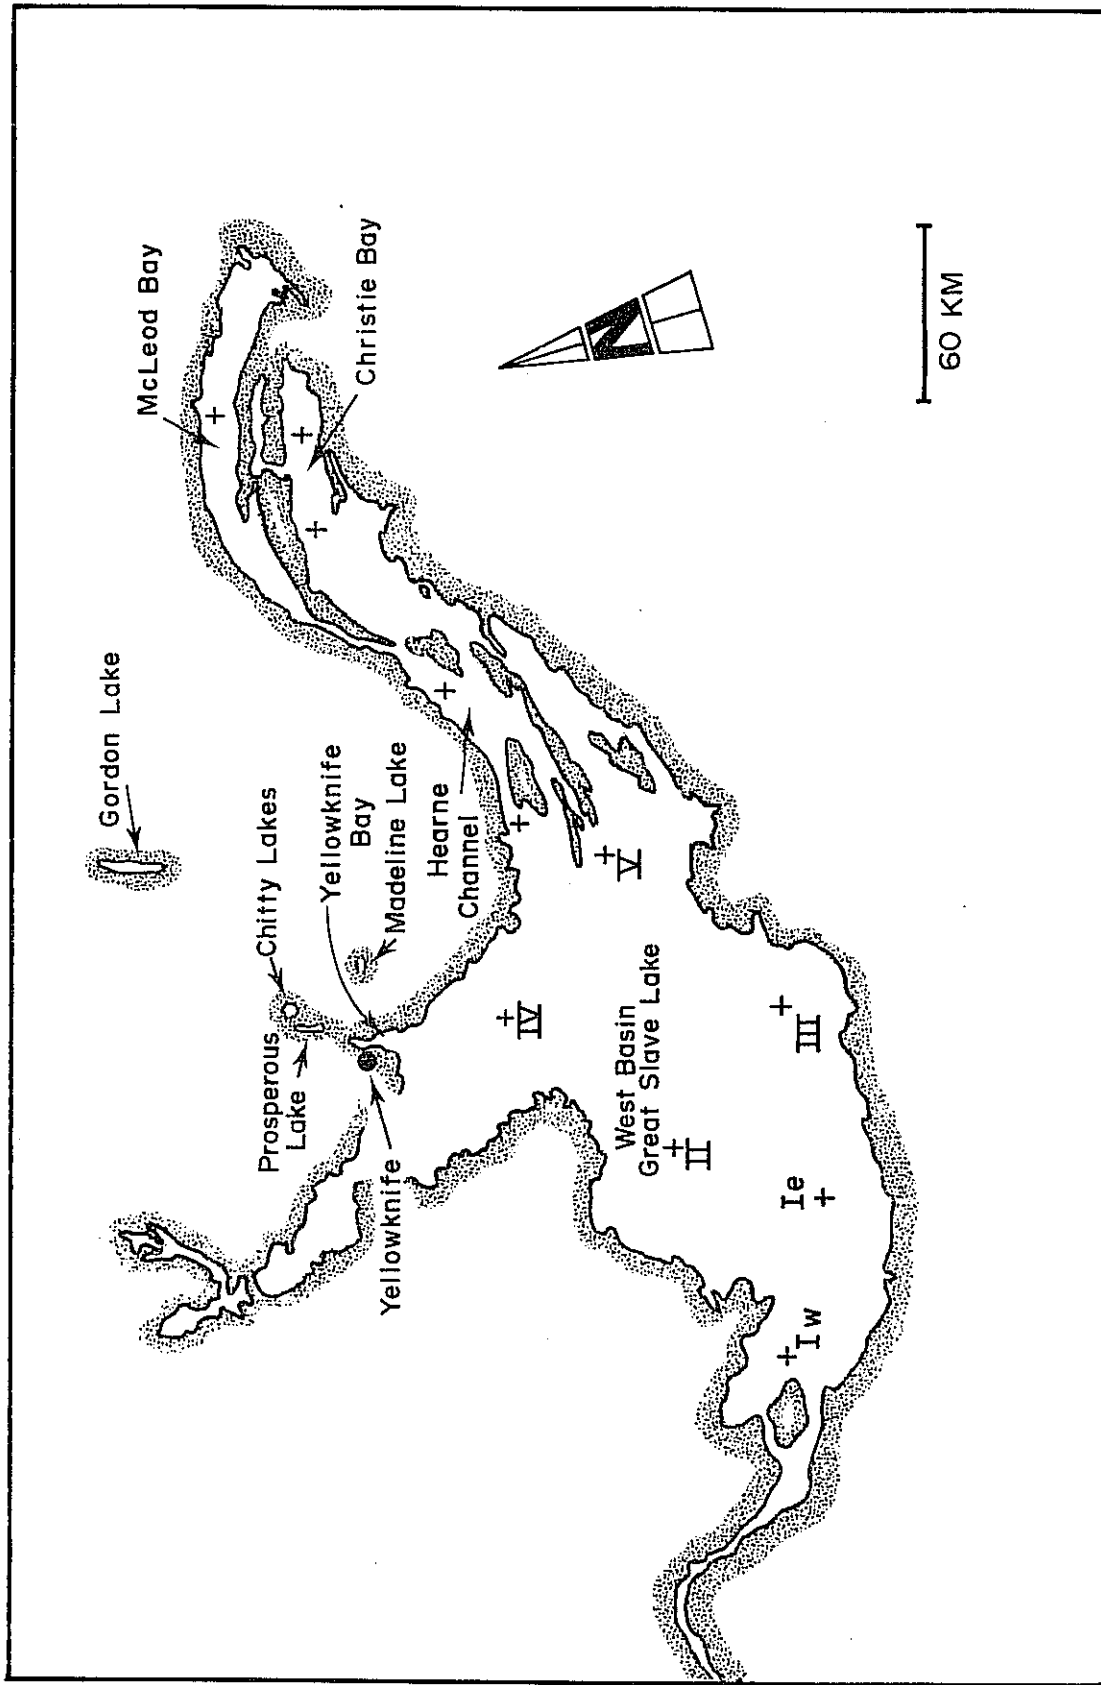 McLeod Bay
Christie Bay
Gordon Lake
Chitty Lakes
Prosperous
Lake
Yellowknife
Bay
Madeline Lake
Hearne
Channel
Yellowknife
West Basin
Great Slave Lake
N
V
IV
III
II
Ie
Iw
60 KM